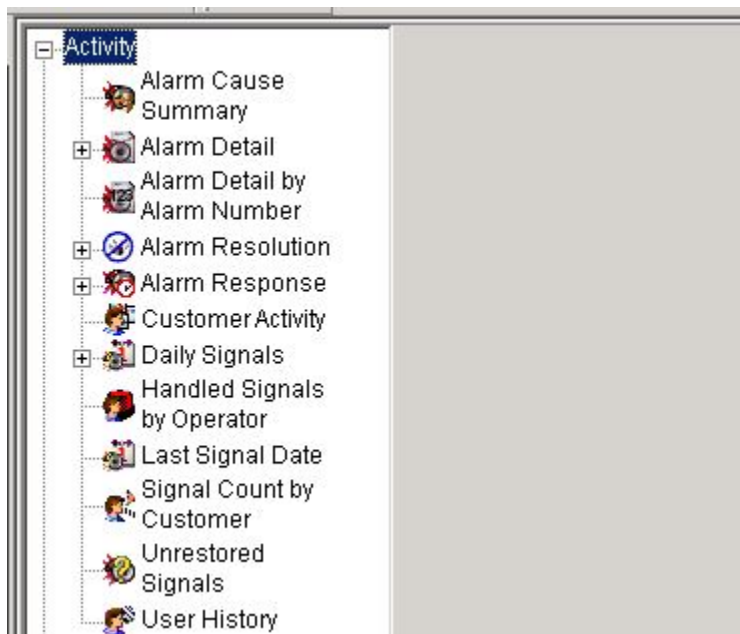 Activity
Alarm Cause
Summary
Alarm Detail
Alarm Detail by
Alarm Number
Alarm Resolution
Alarm Response
Customer Activity
Daily Signals
Handled Signals
by Operator
Last Signal Date
Signal Count by
Customer
Unrestored
Signals
User History